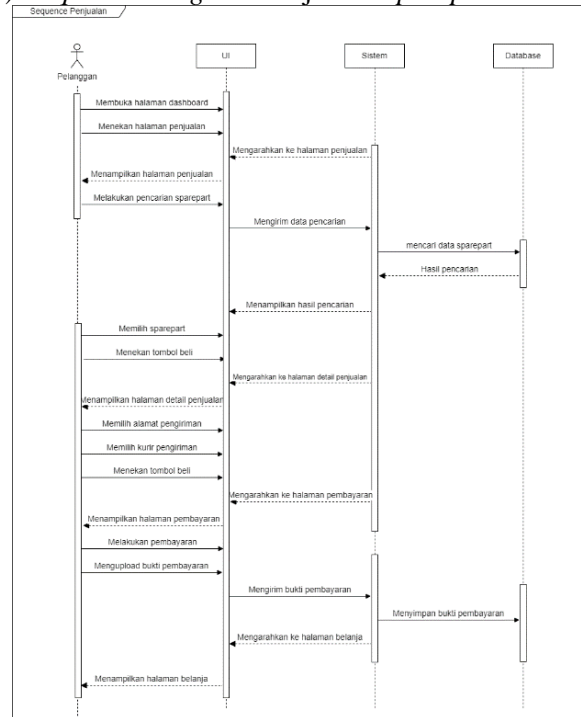 Sequence Penjualan
Pelanggan
UI
Sistem
Database
Membuka halaman dashboard
Menekan halaman penjualan
Mengarahkan ke halaman penjualan
Menampilkan halaman penjualan
Melakukan pencarian sparepart
Mengirim data pencarian
mencari data sparepart
Hasil pencarian
Menampilkan hasil pencarian
Memilih sparepart
Menekan tombol beli
Mengarahkan ke halaman detail penjualan
Menampilkan halaman detail penjualan
Memilih alamat pengiriman
Memilih kurir pengiriman
Menekan tombol beli
Mengarahkan ke halaman pembayaran
Menampilkan halaman pembayaran
Melakukan pembayaran
Mengupload bukti pembayaran
Mengirim bukti pembayaran
Menyimpan bukti pembayaran
Mengarahkan ke halaman belanja
Menampilkan halaman belanja